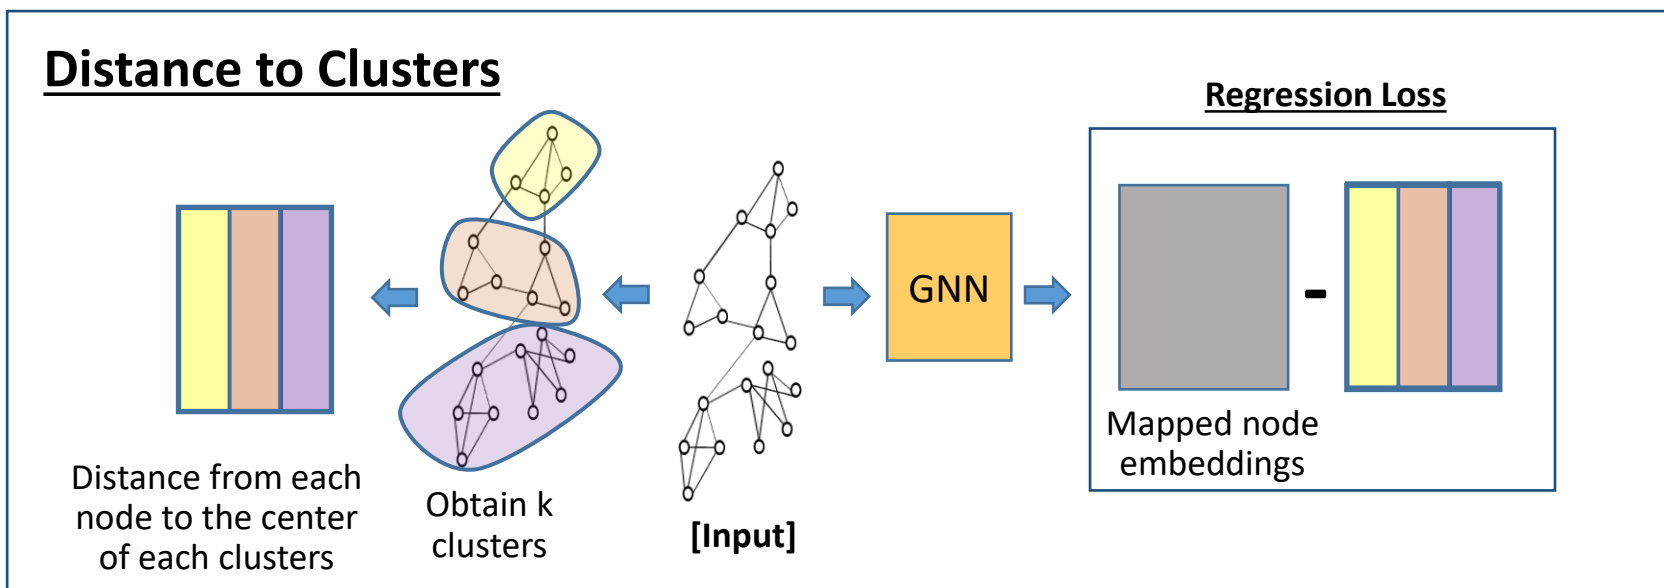 Distance to Clusters
Regression Loss
GNN
-
Mapped node
embeddings
Distance from each
node to the center
of each clusters
Obtain k
clusters
[Input]